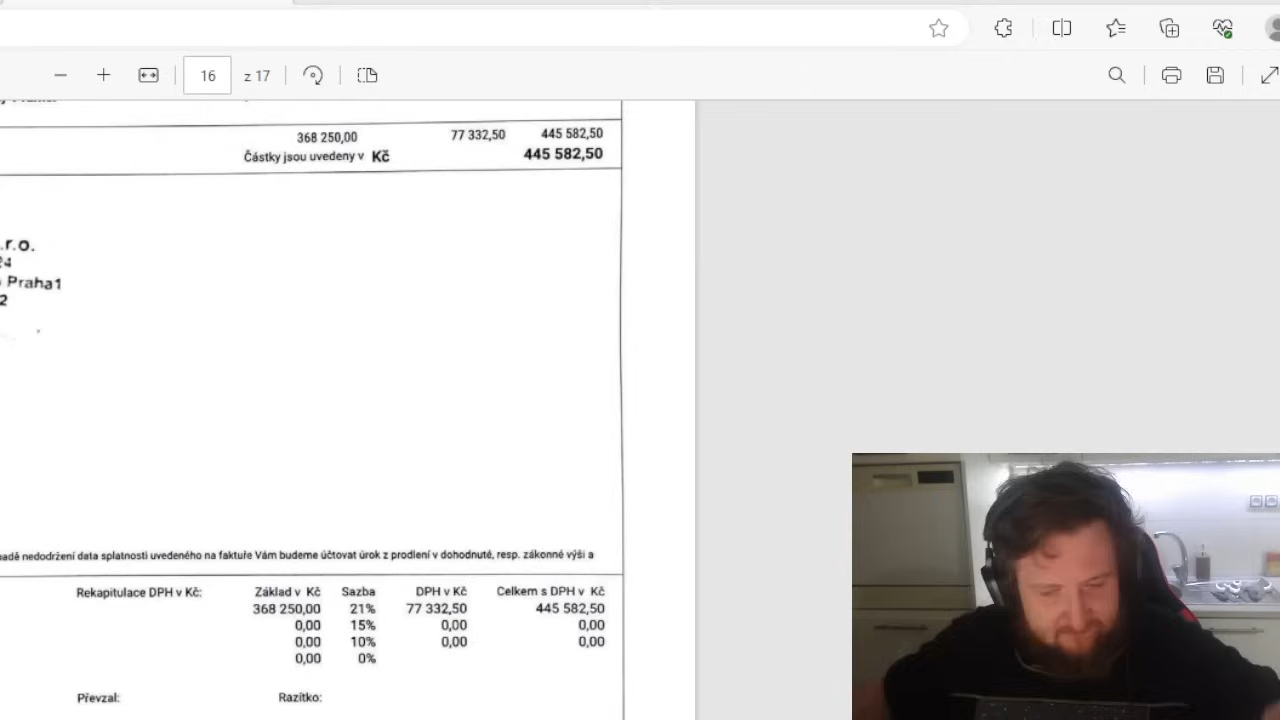 16 z 17
368 250,00 77 332,50 445 582,50
Částky jsou uvedeny v Kč 445 582,50
.r.o.
24
Praha1
2
padě nedodržení data splatnosti uvedeného na faktuře Vám budeme účtovat úrok z prodlení v dohodnuté, resp. zákonné výši a
Rekapitulace DPH v Kč: Základ v Kč Sazba DPH v Kč Celkem s DPH v Kč
368 250,00 21% 77 332,50 445 582,50
0,00 15% 0,00 0,00
0,00 10% 0,00 0,00
0,00 0%
Převzal: Razítko: